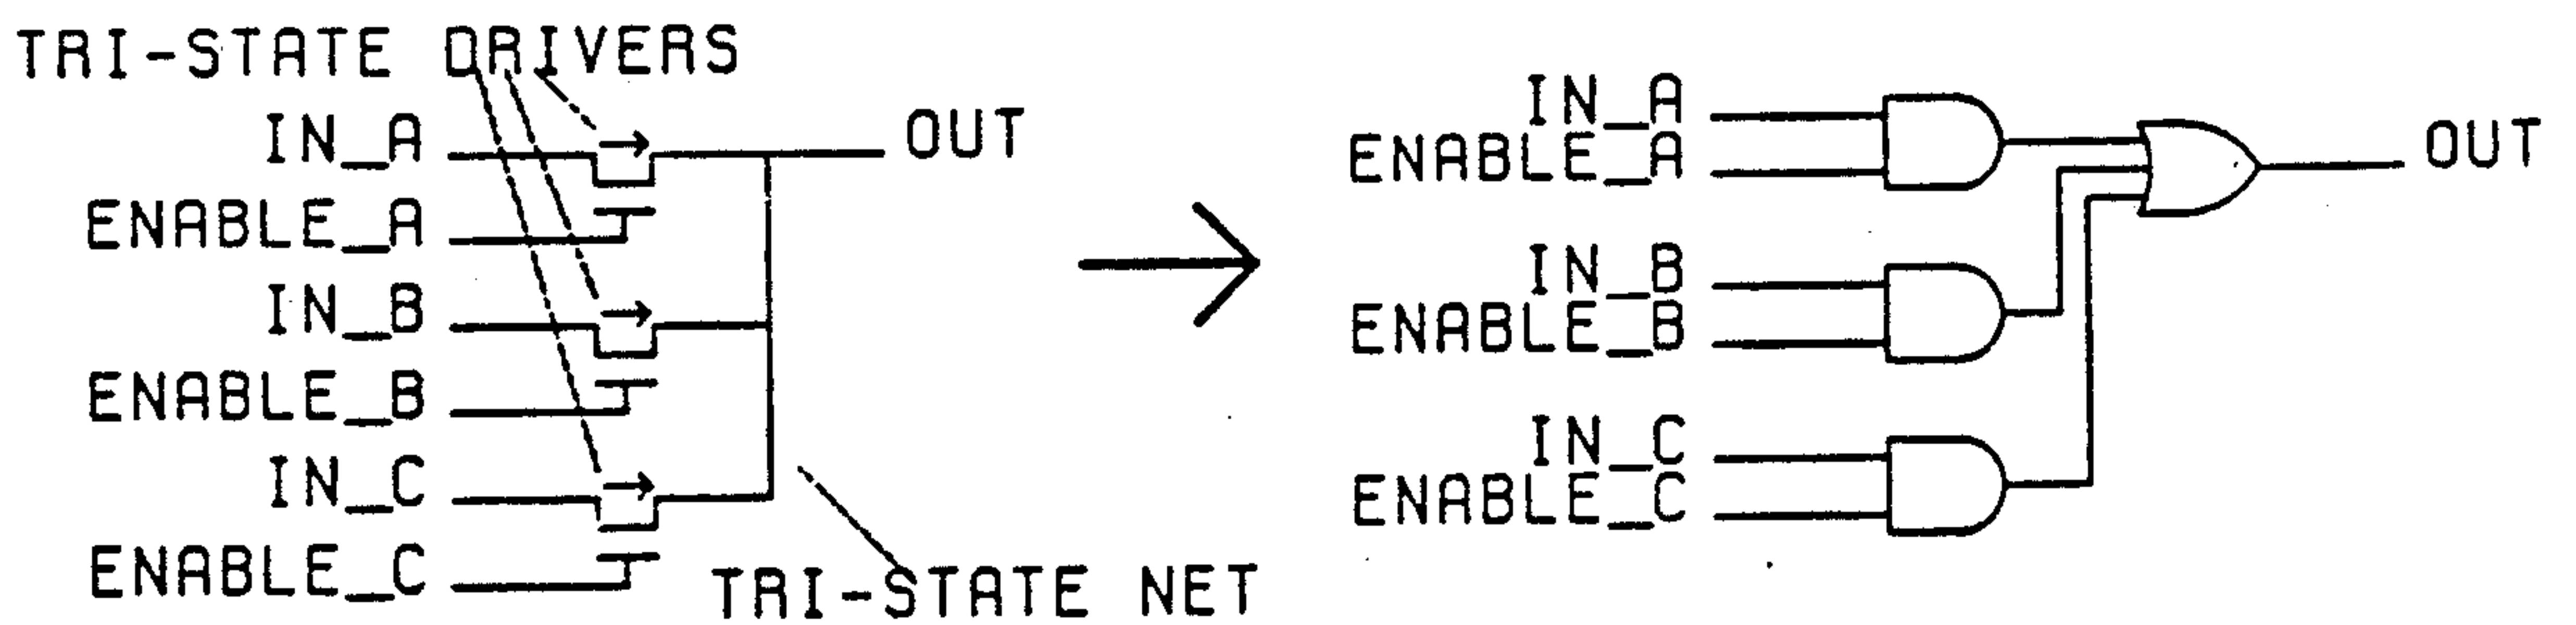 TRI-STATE DRIVERS
IN_A
OUT
ENABLE_A
IN_B
ENABLE_B
IN_C
ENABLE_C
TRI-STATE NET
IN_A
ENABLE_A
OUT
IN_B
ENABLE_B
IN_C
ENABLE_C